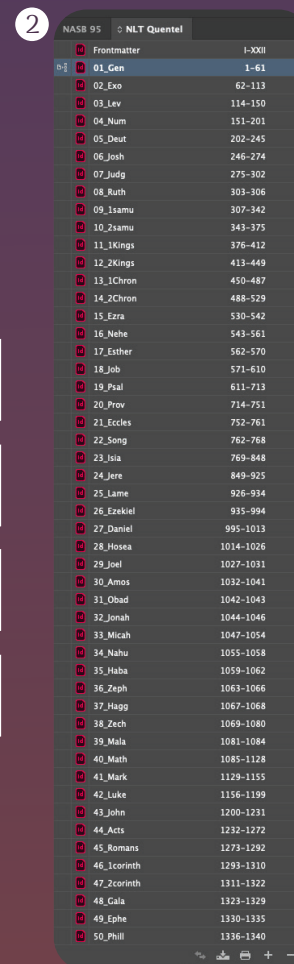 2
NASB 95 NLT Quentel
Frontmatter I-XXII
01_Gen 1-61
02_Exo 62-113
03_Lev 114-150
04_Num 151-201
05_Deut 202-245
06_Josh 246-274
07_Judg 275-302
08_Ruth 303-306
09_1samu 307-342
10_2samu 343-375
11_1Kings 376-412
12_2Kings 413-449
13_1Chron 450-487
14_2Chron 488-529
15_Ezra 530-542
16_Nehe 543-561
17_Esther 562-570
18_Job 571-610
19_Psal 611-713
20_Prov 714-751
21_Eccles 752-761
22_Song 762-768
23_Isia 769-848
24_Jere 849-925
25_Lame 926-934
26_Ezekiel 935-994
27_Daniel 995-1013
28_Hosea 1014-1026
29_Joel 1027-1031
30_Amos 1032-1041
31_Obad 1042-1043
32_Jonah 1044-1046
33_Micah 1047-1054
34_Nahu 1055-1058
35_Haba 1059-1062
36_Zeph 1063-1066
37_Hagg 1067-1068
38_Zech 1069-1080
39_Mala 1081-1084
40_Math 1085-1128
41_Mark 1129-1155
42_Luke 1156-1199
43_John 1200-1231
44_Acts 1232-1272
45_Romans 1273-1292
46_1corinth 1293-1310
47_2corinth 1311-1322
48_Gala 1323-1329
49_Ephe 1330-1335
50_Phill 1336-1340